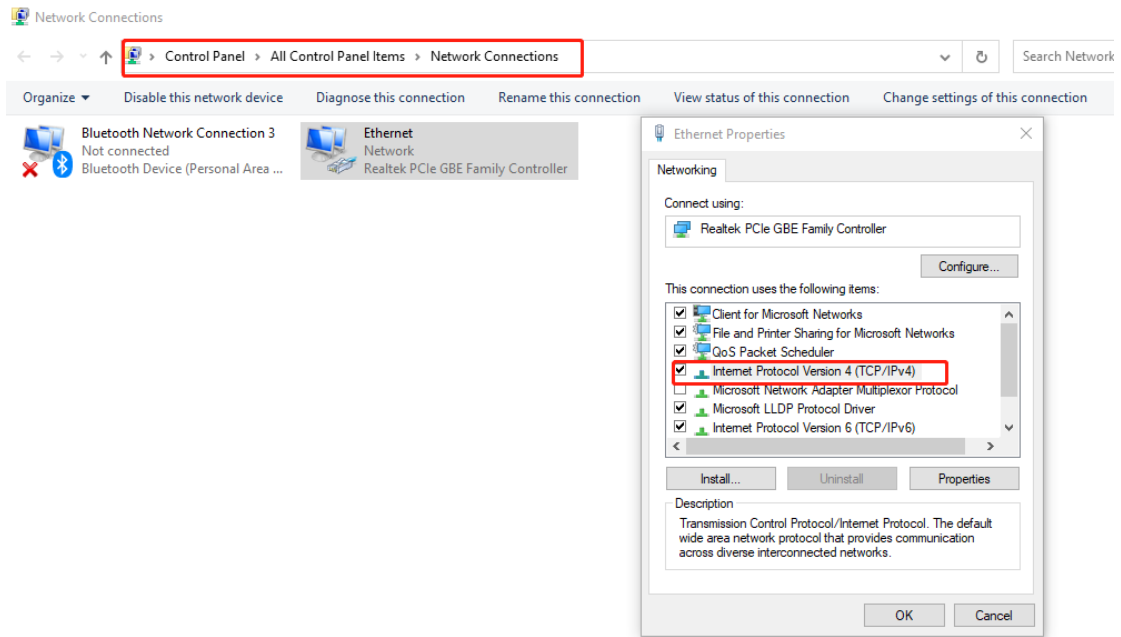 Network Connections
Control Panel > All Control Panel Items > Network Connections
Search Network
Organize
Disable this network device
Diagnose this connection
Rename this connection
View status of this connection
Change settings of this connection
Bluetooth Network Connection 3
Not connected
Bluetooth Device (Personal Area ...
Ethernet
Network
Realtek PCIe GBE Family Controller
Ethernet Properties
Networking
Connect using:
Realtek PCIe GBE Family Controller
Configure...
This connection uses the following items:
Client for Microsoft Networks
File and Printer Sharing for Microsoft Networks
QoS Packet Scheduler
Internet Protocol Version 4 (TCP/IPv4)
Microsoft Network Adapter Multiplexor Protocol
Microsoft LLDP Protocol Driver
Internet Protocol Version 6 (TCP/IPv6)
Install...
Uninstall
Properties
Description
Transmission Control Protocol/Internet Protocol. The default
wide area network protocol that provides communication
across diverse interconnected networks.
OK
Cancel